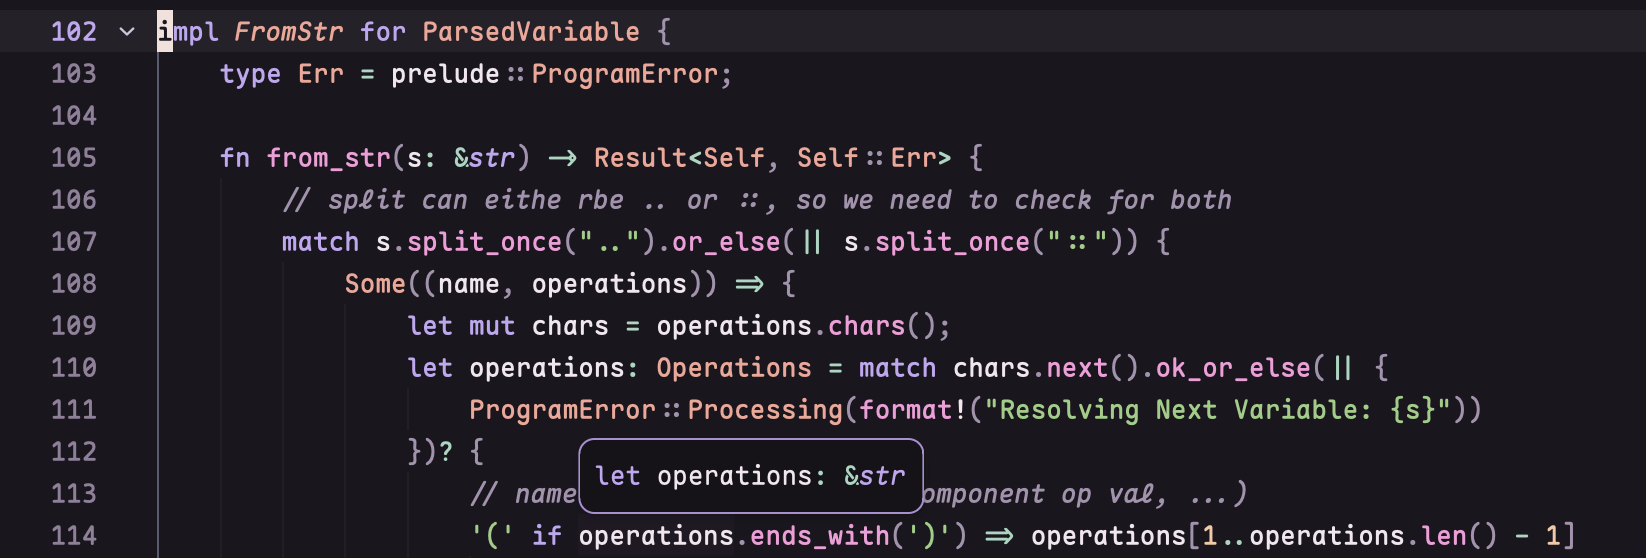 102 impl FromStr for ParsedVariable {
103 type Err = prelude::ProgramError;
104
105 fn from_str(s: &str) -> Result<Self, Self::Err> {
106 // split can eithe rbe .. or ::, so we need to check for both
107 match s.split_once("..").or_else(|| s.split_once("::")) {
108 Some((name, operations)) => {
109 let mut chars = operations.chars();
110 let operations: Operations = match chars.next().ok_or_else(|| {
111 ProgramError::Processing(format!("Resolving Next Variable: {s}"))
112 })? {
let operations: &str
113 // name omponent op val, ...)
114 '(' if operations.ends_with(')') => operations[1..operations.len() - 1]